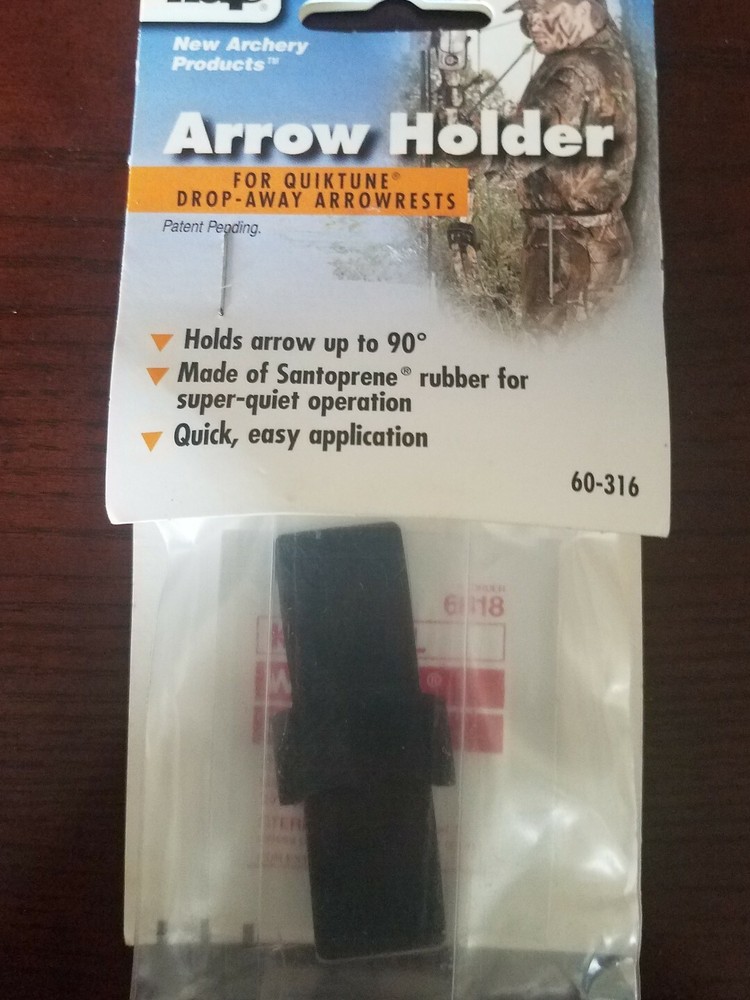 nap
New Archery
Products™
Arrow Holder
FOR QUIKTUNE®
DROP-AWAY ARROWRESTS
Patent Pending.
Holds arrow up to 90°
Made of Santoprene® rubber for
super-quiet operation
Quick, easy application
60-316